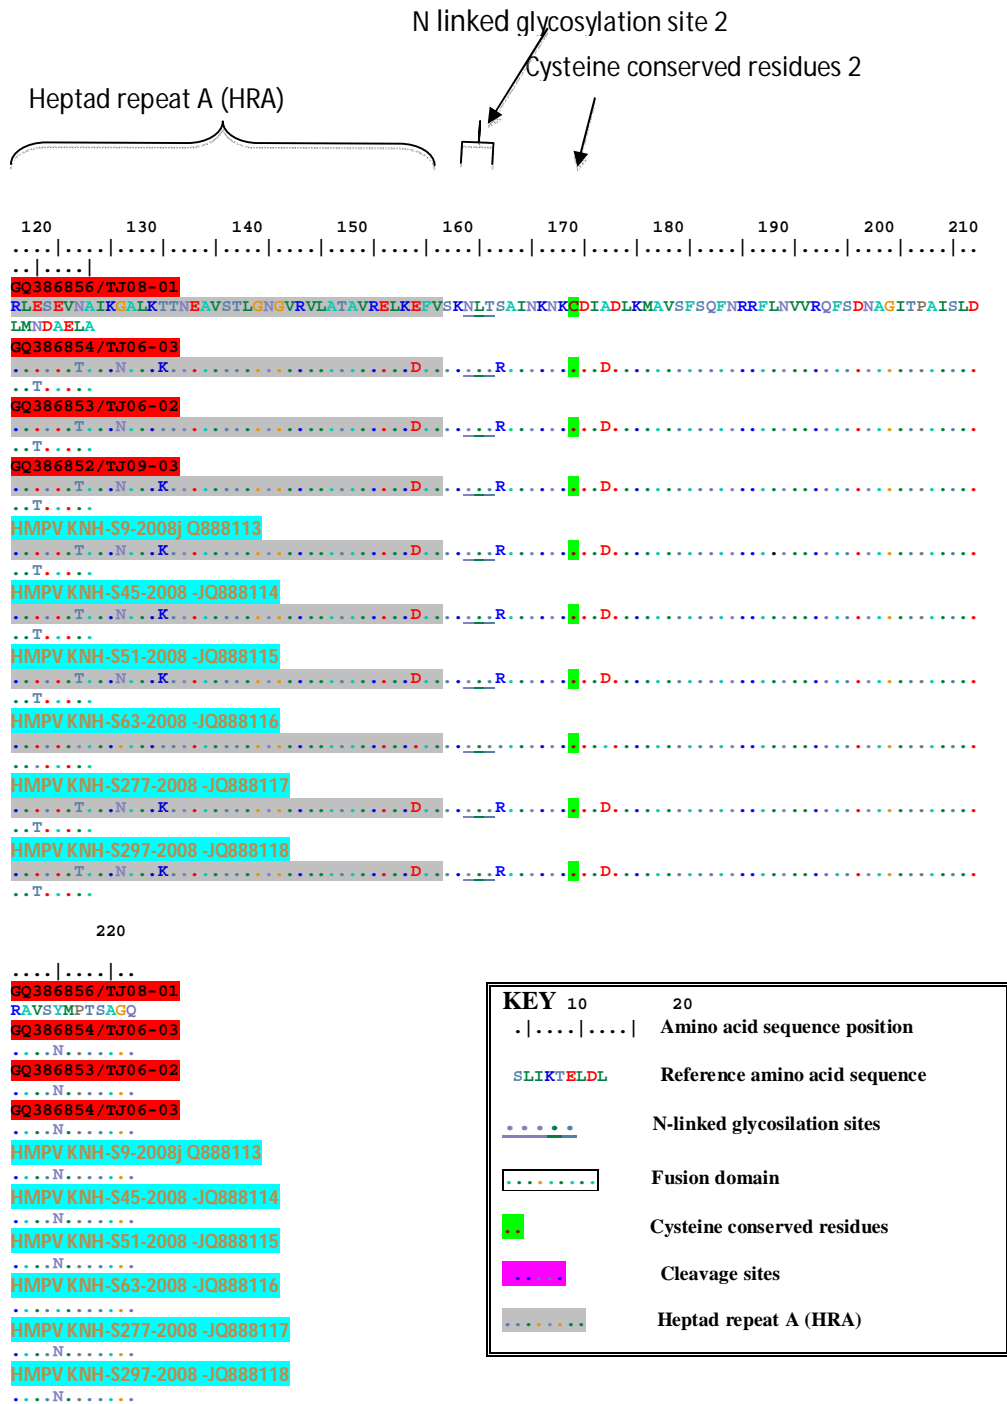 N linked glycosylation site 2
Cysteine conserved residues 2
Heptad repeat A (HRA)
120 130 140 150 160 170 180 190 200 210
....|....|....|....|....|....|....|....|....|....|....|....|....|....|....|....|....|....|..
..|....|
GQ386856/TJ08-01
RLESEVNAIKGALKTTNEAVSTLGNGVRVLATAVRELKEFVSKNLTSAINKNKCDIADLKMAVSFSQFNRRFLNVVRQFSDNAGITPAISLD
LMNDAELA
GQ386854/TJ06-03
......T...N...K.......................D.......R.........D...................................
..T.....
GQ386853/TJ06-02
......T...N...........................D.......R.........D...................................
..T.....
GQ386852/TJ09-03
......T...N...K.......................D.......R.........D...................................
..T.....
HMPV KNH-S9-2008j Q888113
......T...N...K.......................D.......R.........D...................................
..T.....
HMPV KNH-S45-2008 -JQ888114
......T...N...K.......................D.......R.........D...................................
..T.....
HMPV KNH-S51-2008 -JQ888115
......T...N...K.......................D.......R.........D...................................
..T.....
HMPV KNH-S63-2008 -JQ888116
............................................................................................
........
HMPV KNH-S277-2008 -JQ888117
......T...N...K.......................D.......R.........D...................................
..T.....
HMPV KNH-S297-2008 -JQ888118
......T...N...K.......................D.......R.........D...................................
..T.....
220
....|....|..
GQ386856/TJ08-01
RAVSYMPTSAGQ
GQ386854/TJ06-03
....N.......
GQ386853/TJ06-02
....N.......
GQ386854/TJ06-03
....N.......
HMPV KNH-S9-2008j Q888113
....N.......
HMPV KNH-S45-2008 -JQ888114
....N.......
HMPV KNH-S51-2008 -JQ888115
....N.......
HMPV KNH-S63-2008 -JQ888116
............
HMPV KNH-S277-2008 -JQ888117
....N.......
HMPV KNH-S297-2008 -JQ888118
....N.......
KEY 10 20
.|....|....| Amino acid sequence position
SLIKTELDL Reference amino acid sequence
..... N-linked glycosilation sites
.......... Fusion domain
.. Cysteine conserved residues
..... Cleavage sites
........ Heptad repeat A (HRA)